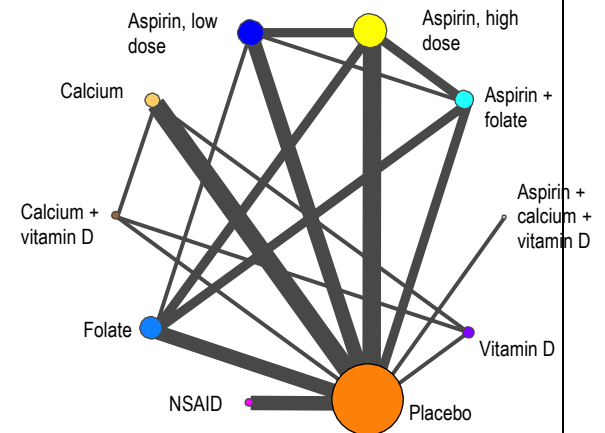 Aspirin, low
dose
Aspirin, high
dose
Calcium
Aspirin +
folate
Aspirin +
calcium +
vitamin D
Calcium +
vitamin D
Folate
Vitamin D
NSAID
Placebo